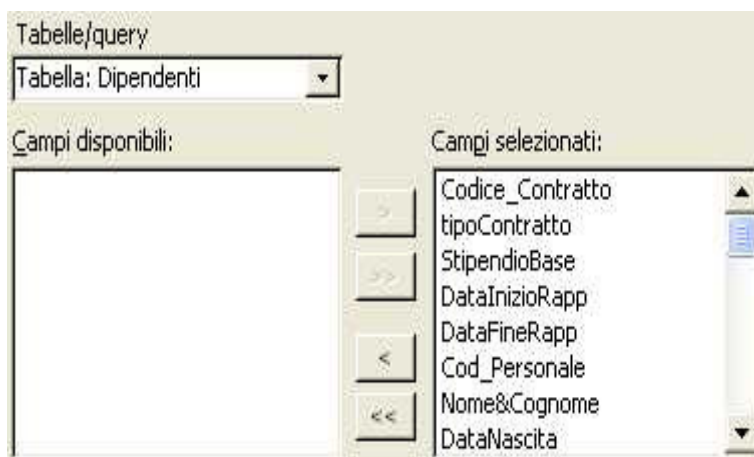 Tabelle/query
Tabella: Dipendenti
Campi disponibili:
Campi selezionati:
>
>>
<
<<
Codice_Contratto
tipoContratto
StipendioBase
DataInizioRapp
DataFineRapp
Cod_Personale
Nome&Cognome
DataNascita